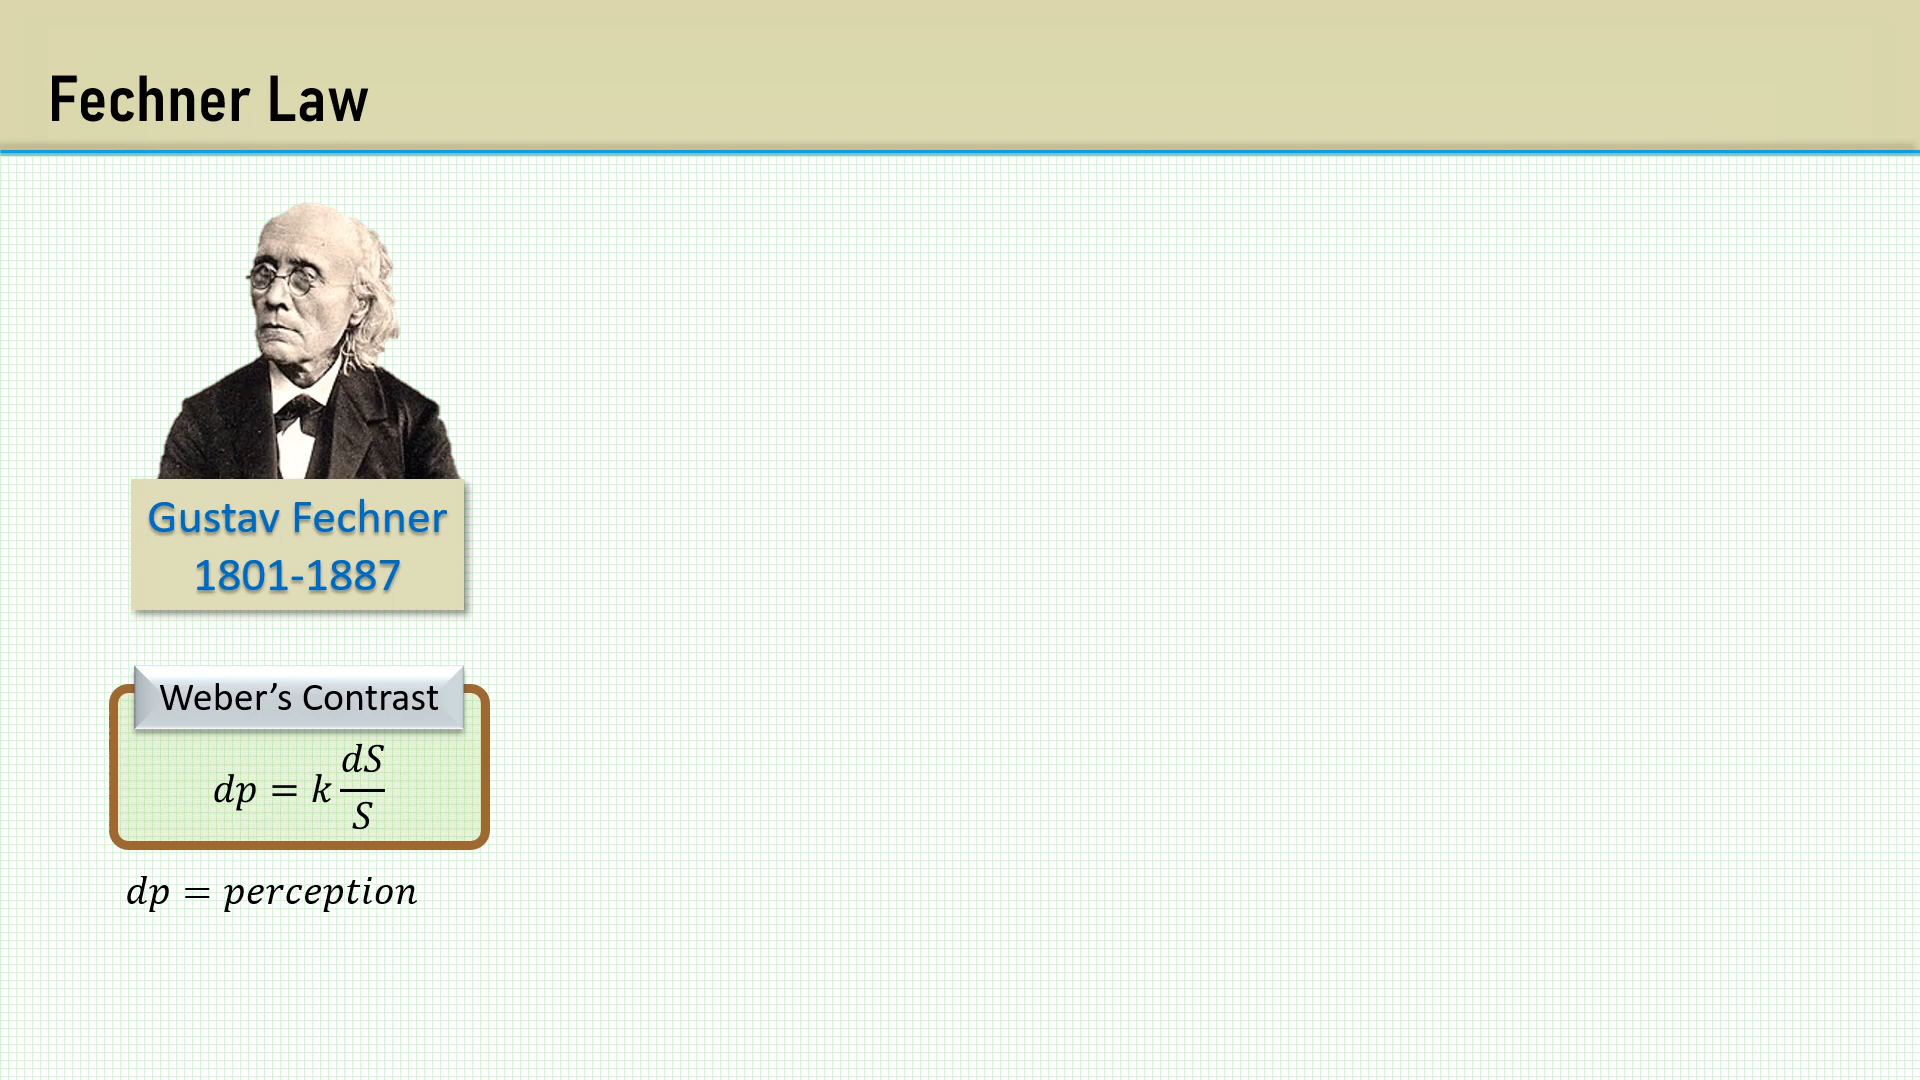 Fechner Law
Gustav Fechner
1801-1887
Weber’s Contrast
dp = k dS/S
dp = perception